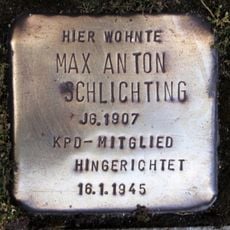 HIER WOHNTE
MAX ANTON
SCHLICHTING
JG.1907
KPD-MITGLIED
HINGERICHTET
16.1.1945